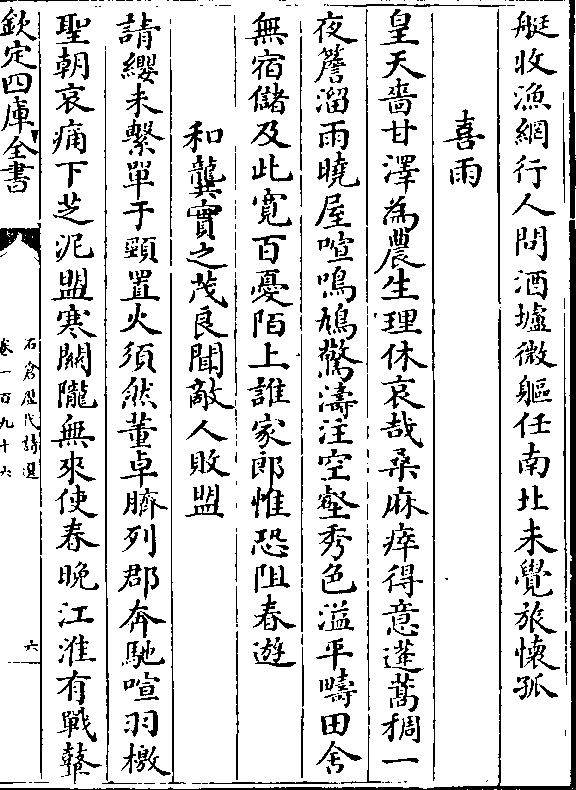 艇收漁網行人問酒壚微軀任南北未覺旅懷孤
喜雨
皇天嗇甘澤為農生理休哀哉桑麻瘁得意蓬蒿稠一
夜簷溜雨曉屋喧鳴鳩驚濤注空壑秀色溢平疇田舍
無宿儲及此寛百憂陌上誰家郎惟恐阻春遊
和龔實之茂良聞敵人敗盟
請纓未繫單于頸置火須然董卓臍列郡奔馳喧羽檄
聖朝哀痛下芝泥盟寒關隴無來使春晚江淮有戰鼙
欽定四庫全書
石倉歷代詩選
卷一百九十六
六